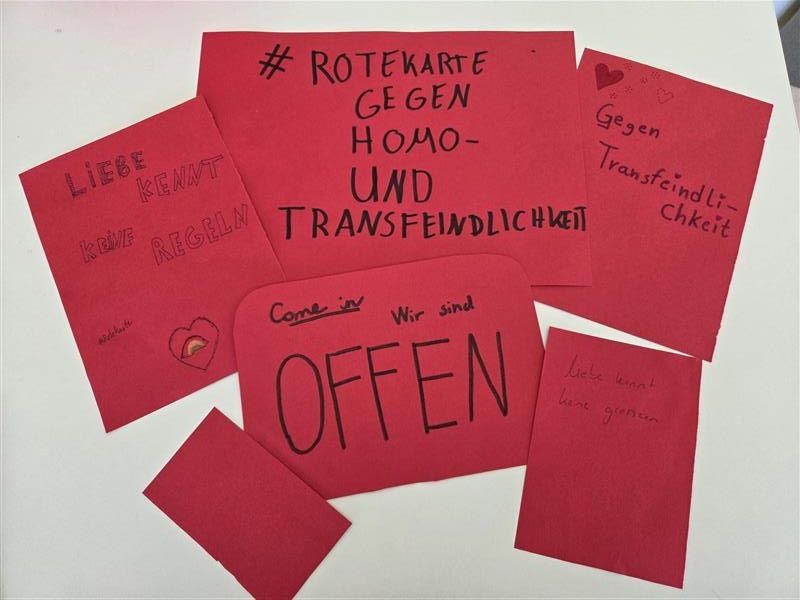 # ROTEKARTE
GEGEN
HOMO-
UND
TRANSFEINDLICHKEIT
Gegen
Transfeindli-
chkeit
LiEBE
KENNT
KEiNE REGELN
#Rotekarte
Come in Wir sind
OFFEN
liebe kennt
keine grenzen